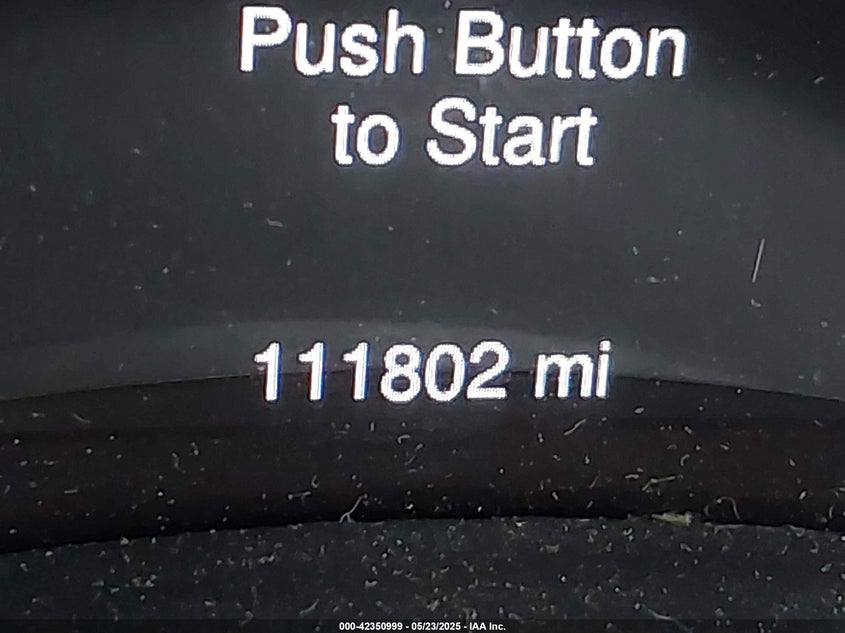 Push Button
to Start
111802 mi
000-42350999 - 05/23/2025 - IAA Inc.